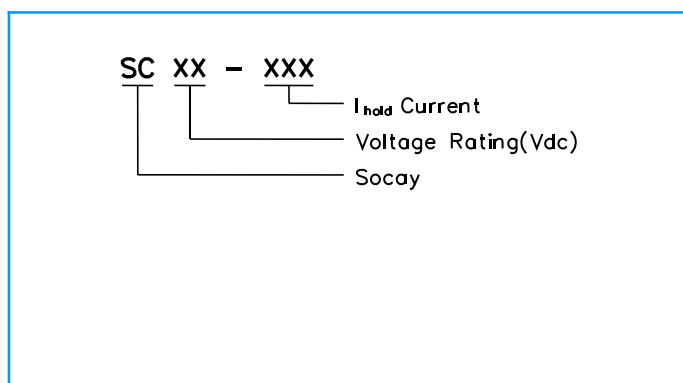 SC XX - XXX
Ihold Current
Voltage Rating(Vdc)
Socay